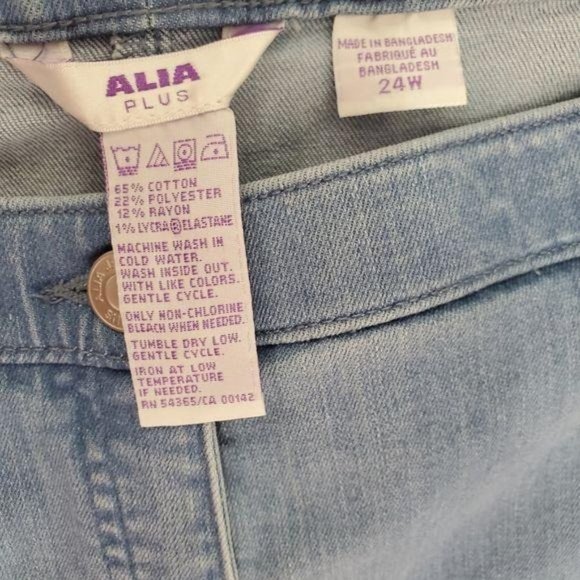 ALIA
PLUS
MADE IN BANGLADESH
FABRIQUÉ AU
BANGLADESH
24W
65% COTTON
22% POLYESTER
12% RAYON
1% LYCRA® ELASTANE
MACHINE WASH IN
COLD WATER.
WASH INSIDE OUT.
WITH LIKE COLORS.
GENTLE CYCLE.
ONLY NON-CHLORINE
BLEACH WHEN NEEDED.
TUMBLE DRY LOW.
GENTLE CYCLE.
IRON AT LOW
TEMPERATURE
IF NEEDED.
RN 54365/CA 00142